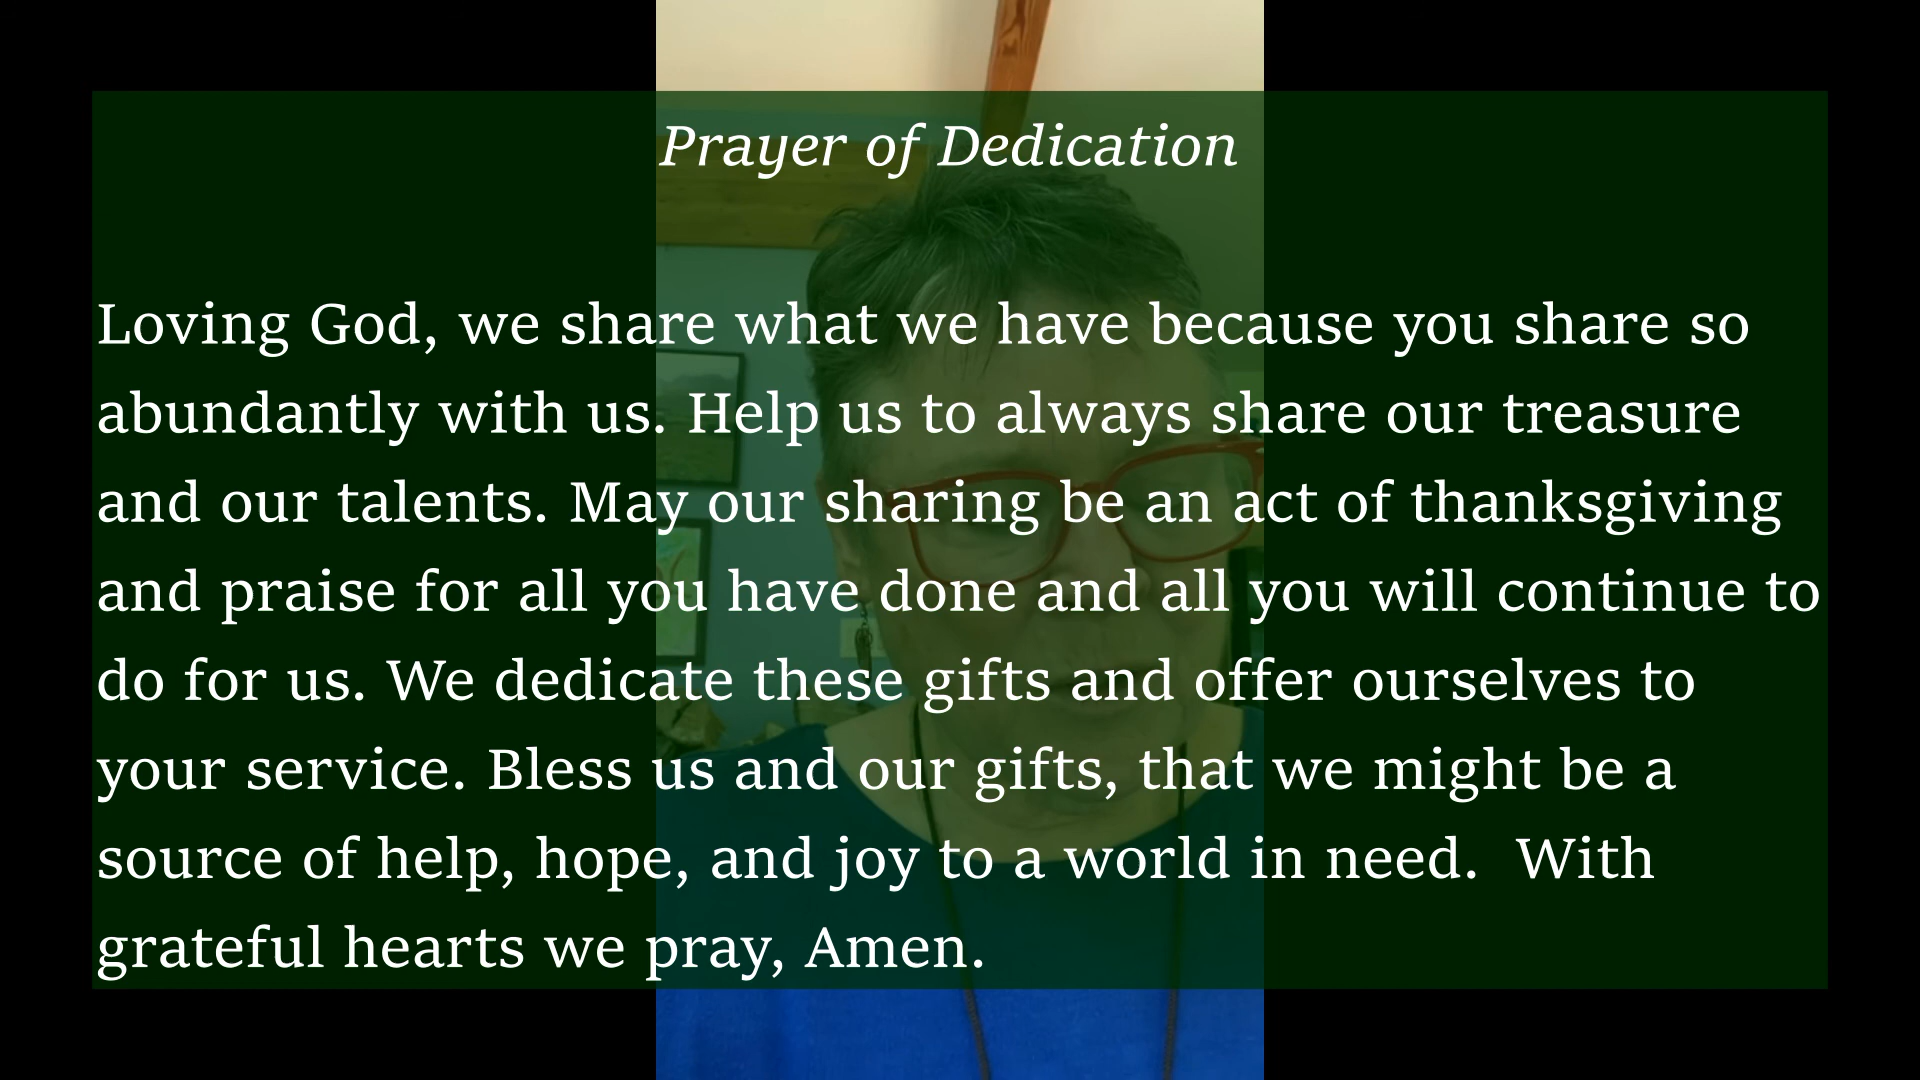 Prayer of Dedication
Loving God, we share what we have because you share so
abundantly with us. Help us to always share our treasure
and our talents. May our sharing be an act of thanksgiving
and praise for all you have done and all you will continue to
do for us. We dedicate these gifts and offer ourselves to
your service. Bless us and our gifts, that we might be a
source of help, hope, and joy to a world in need.  With
grateful hearts we pray, Amen.